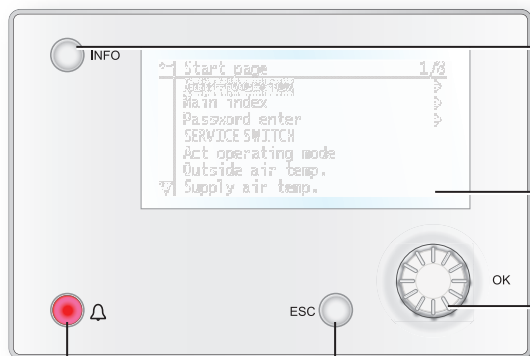 INFO
Start page 1/8
Main index
Password enter
SERVICE SWITCH
Act operating mode
Outside air temp.
Supply air temp.
OK
ESC